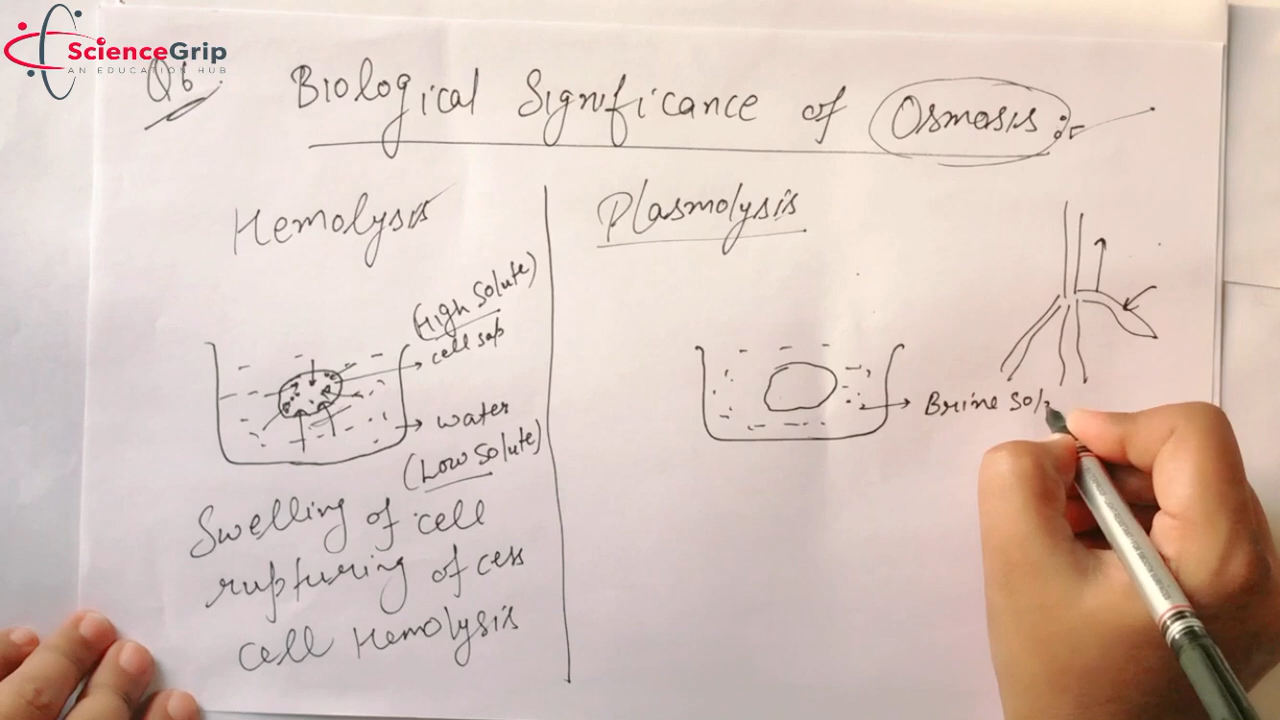 ScienceGrip
AN EDUCATION HUB
Q6.
Biological Significance of Osmosis :-
Hemolysis
(High Solute)
cell sap
water
(Low Solute)
Swelling of cell
rupturing of cess
cell Hemolysis
Plasmolysis
Brine Sol